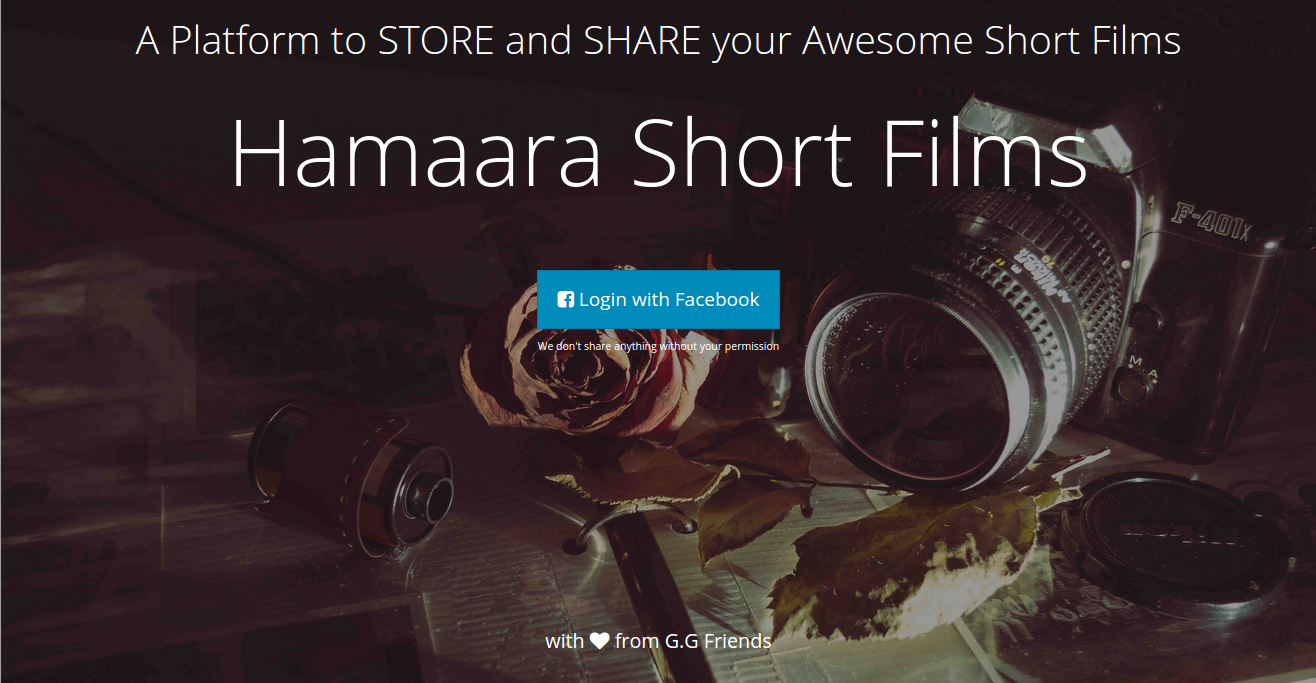 A Platform to STORE and SHARE your Awesome Short Films
Hamaara Short Films
Nikon
F-401x
Login with Facebook
We don't share anything without your permission
M A
with ♥ from G.G Friends